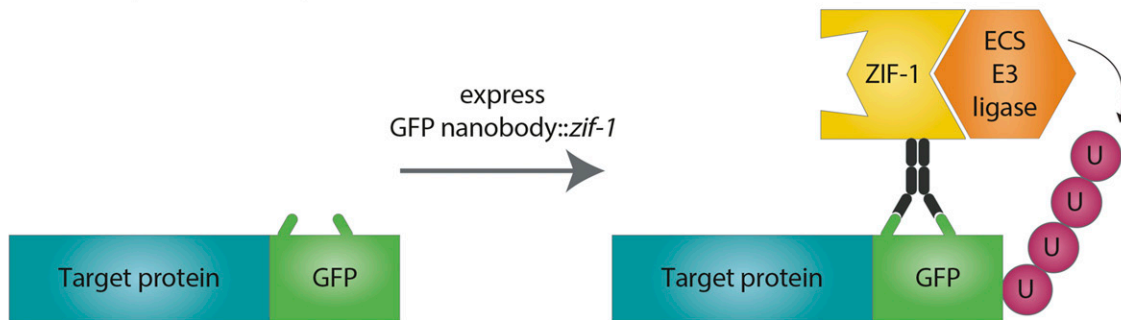 express
GFP nanobody::zif-1
Target protein
GFP
ZIF-1
ECS
E3
ligase
Target protein
GFP
U
U
U
U